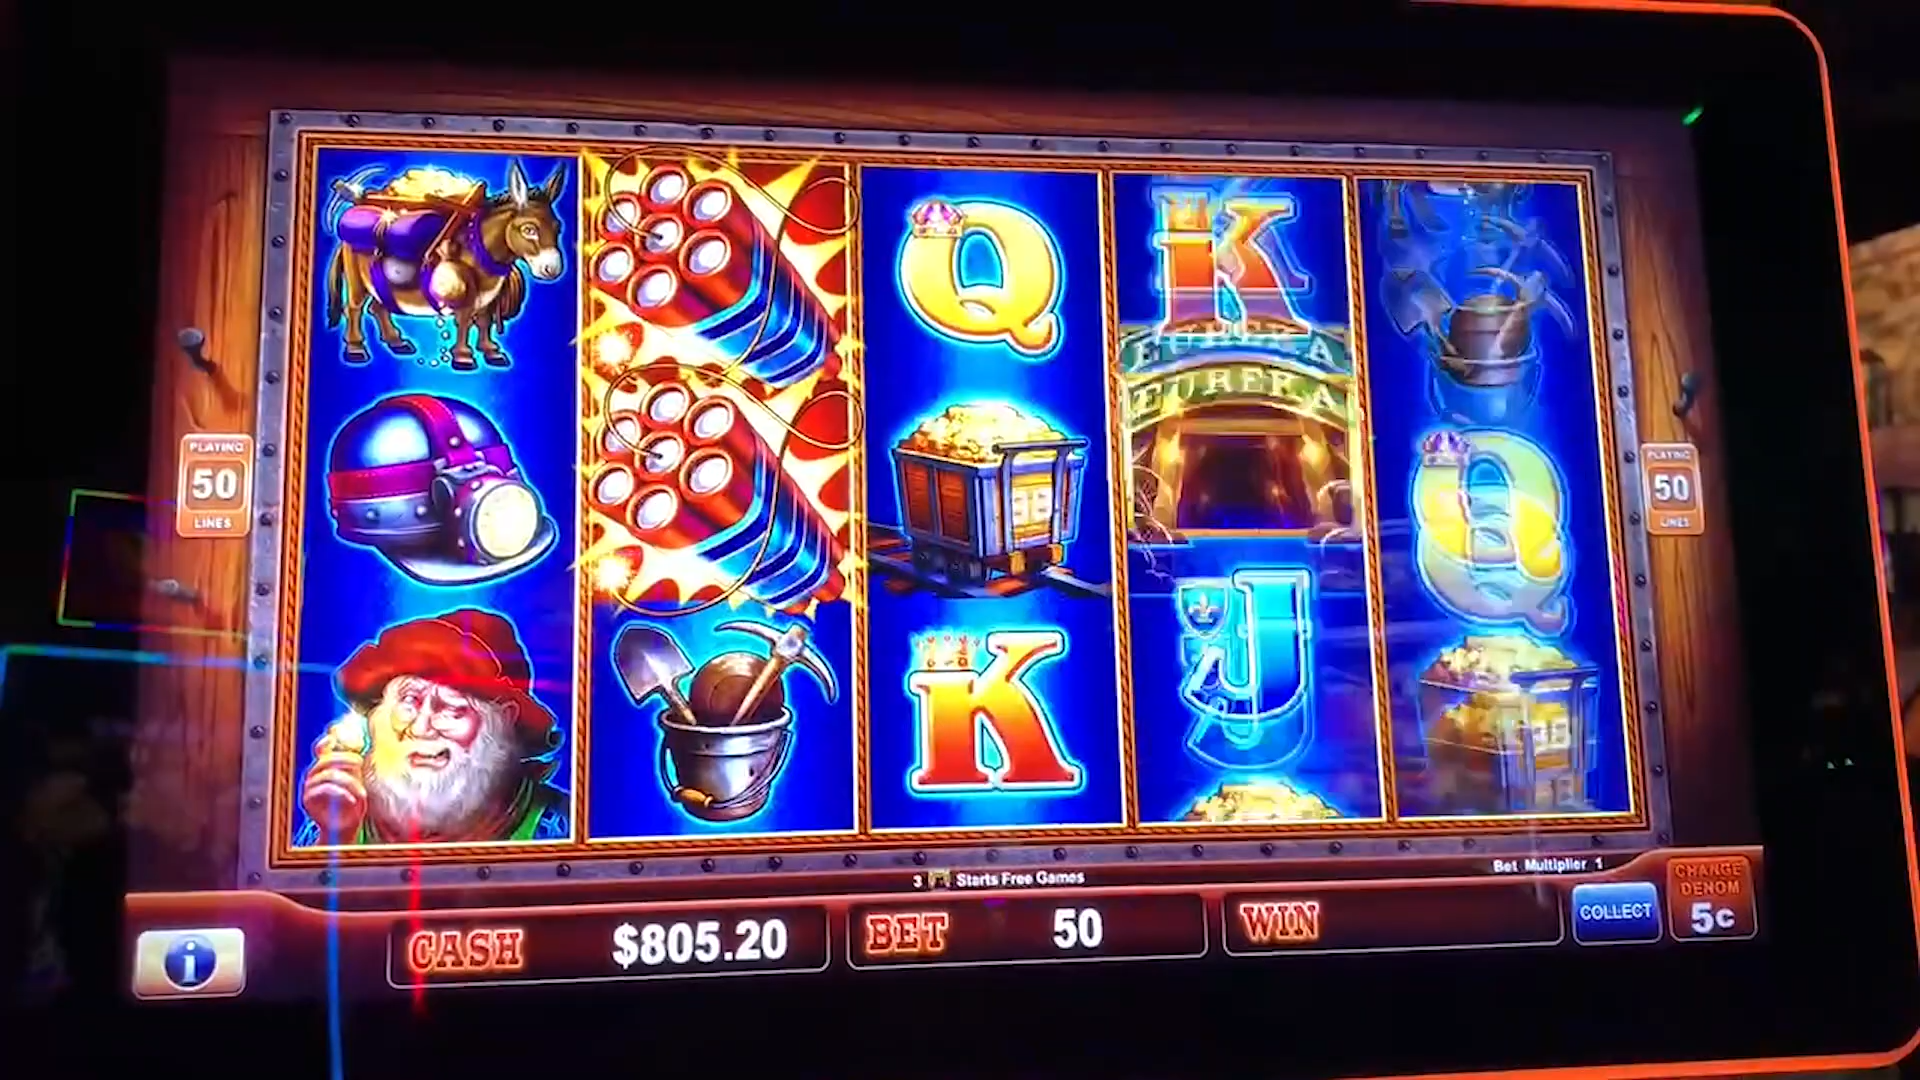 Q
K
EUREKA
EUREKA
PLAYING
50
LINES
PLAYING
50
LINES
Q
J
K
3 Starts Free Games
Bet Multiplier 1
CASH $805.20
BET 50
WIN
COLLECT
CHANGE
DENOM
5c
i